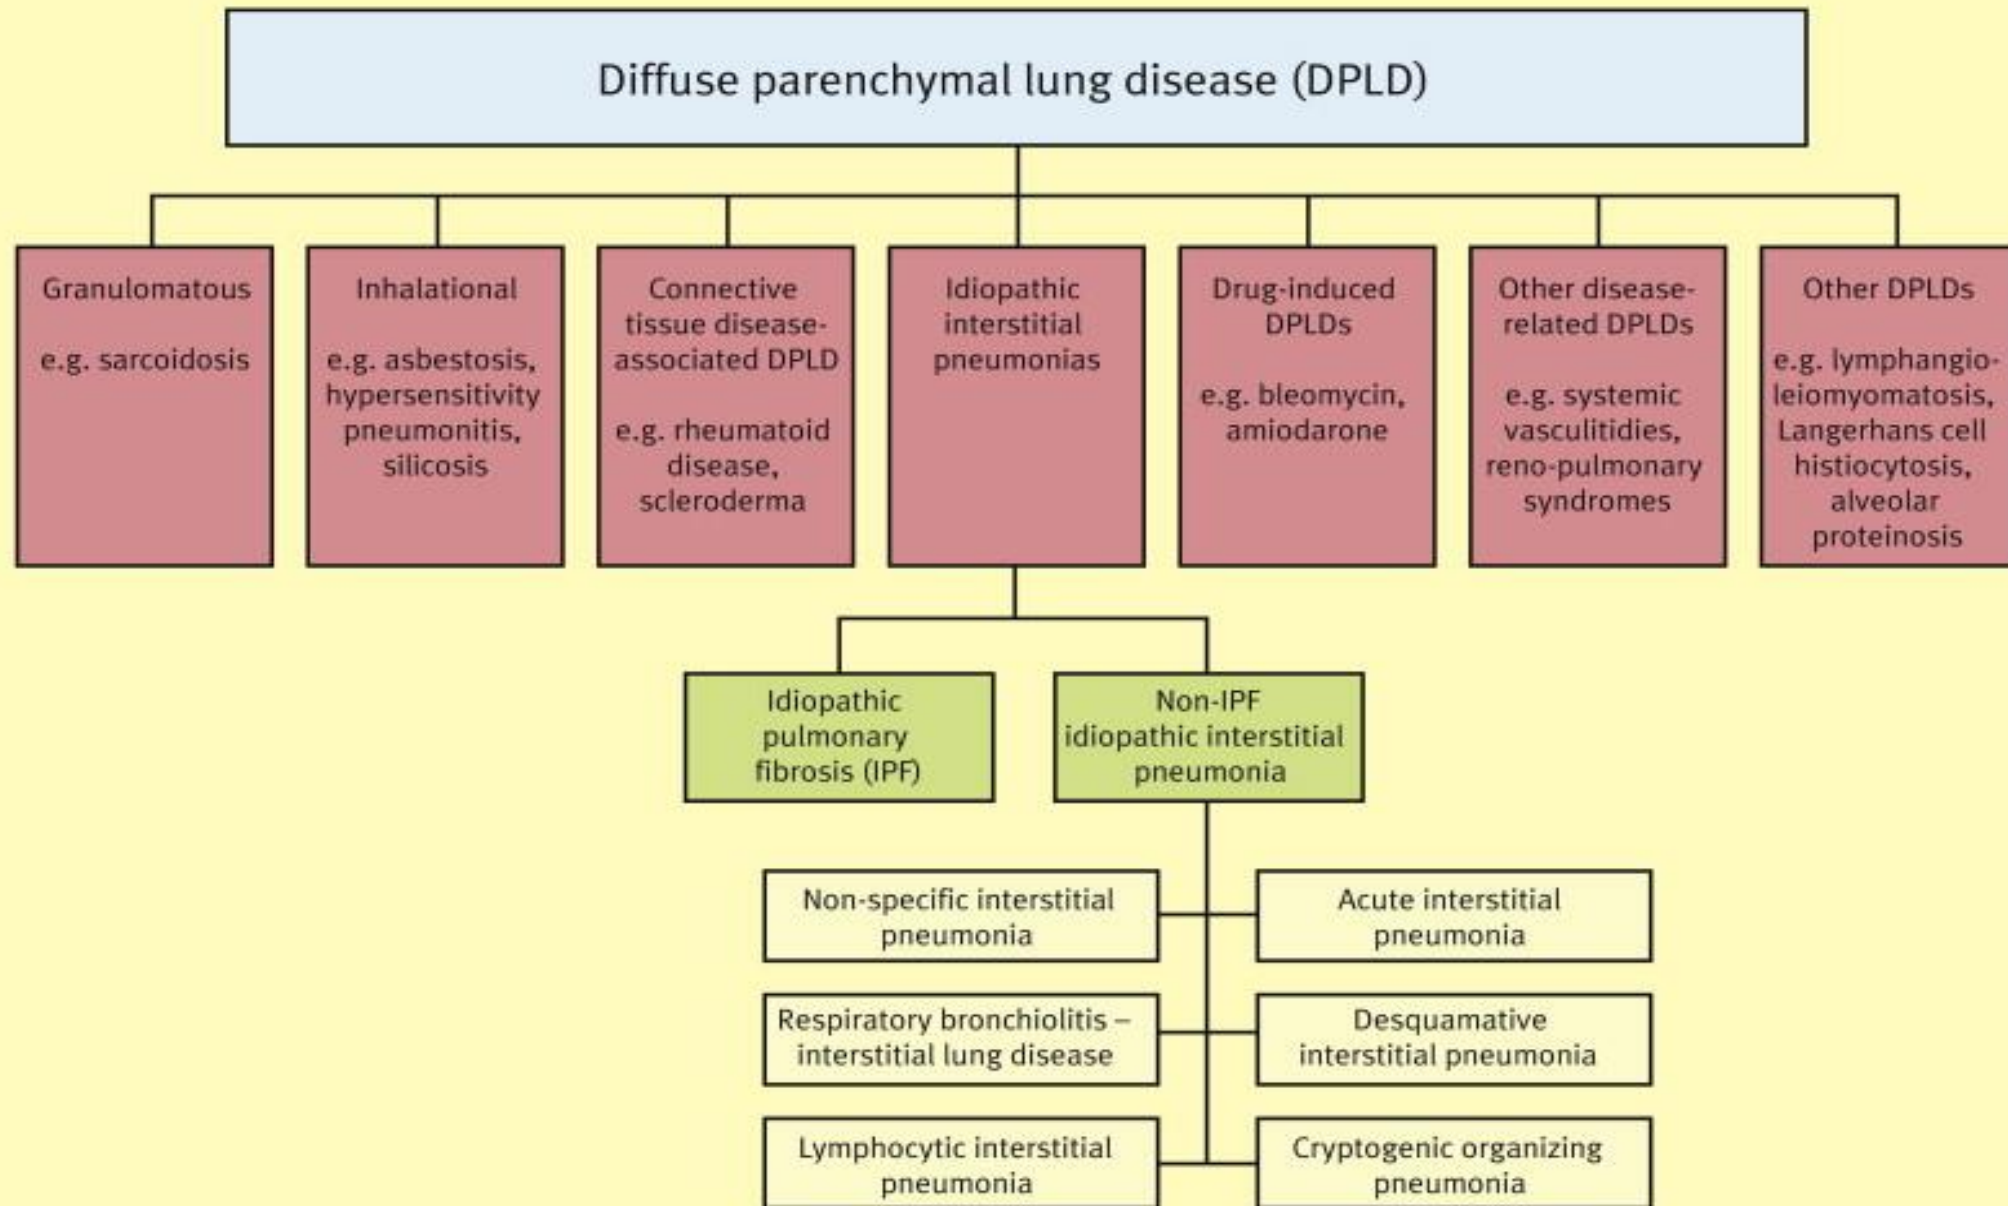 Diffuse parenchymal lung disease (DPLD)
Granulomatous
e.g. sarcoidosis
Inhalational
e.g. asbestosis,
hypersensitivity
pneumonitis,
silicosis
Connective
tissue disease-
associated DPLD
e.g. rheumatoid
disease,
scleroderma
Idiopathic
interstitial
pneumonias
Drug-induced
DPLDs
e.g. bleomycin,
amiodarone
Other disease-
related DPLDs
e.g. systemic
vasculitidies,
reno-pulmonary
syndromes
Other DPLDs
e.g. lymphangio-
leiomyomatosis,
Langerhans cell
histiocytosis,
alveolar
proteinosis
Idiopathic
pulmonary
fibrosis (IPF)
Non-IPF
idiopathic interstitial
pneumonia
Non-specific interstitial
pneumonia
Acute interstitial
pneumonia
Respiratory bronchiolitis –
interstitial lung disease
Desquamative
interstitial pneumonia
Lymphocytic interstitial
pneumonia
Cryptogenic organizing
pneumonia